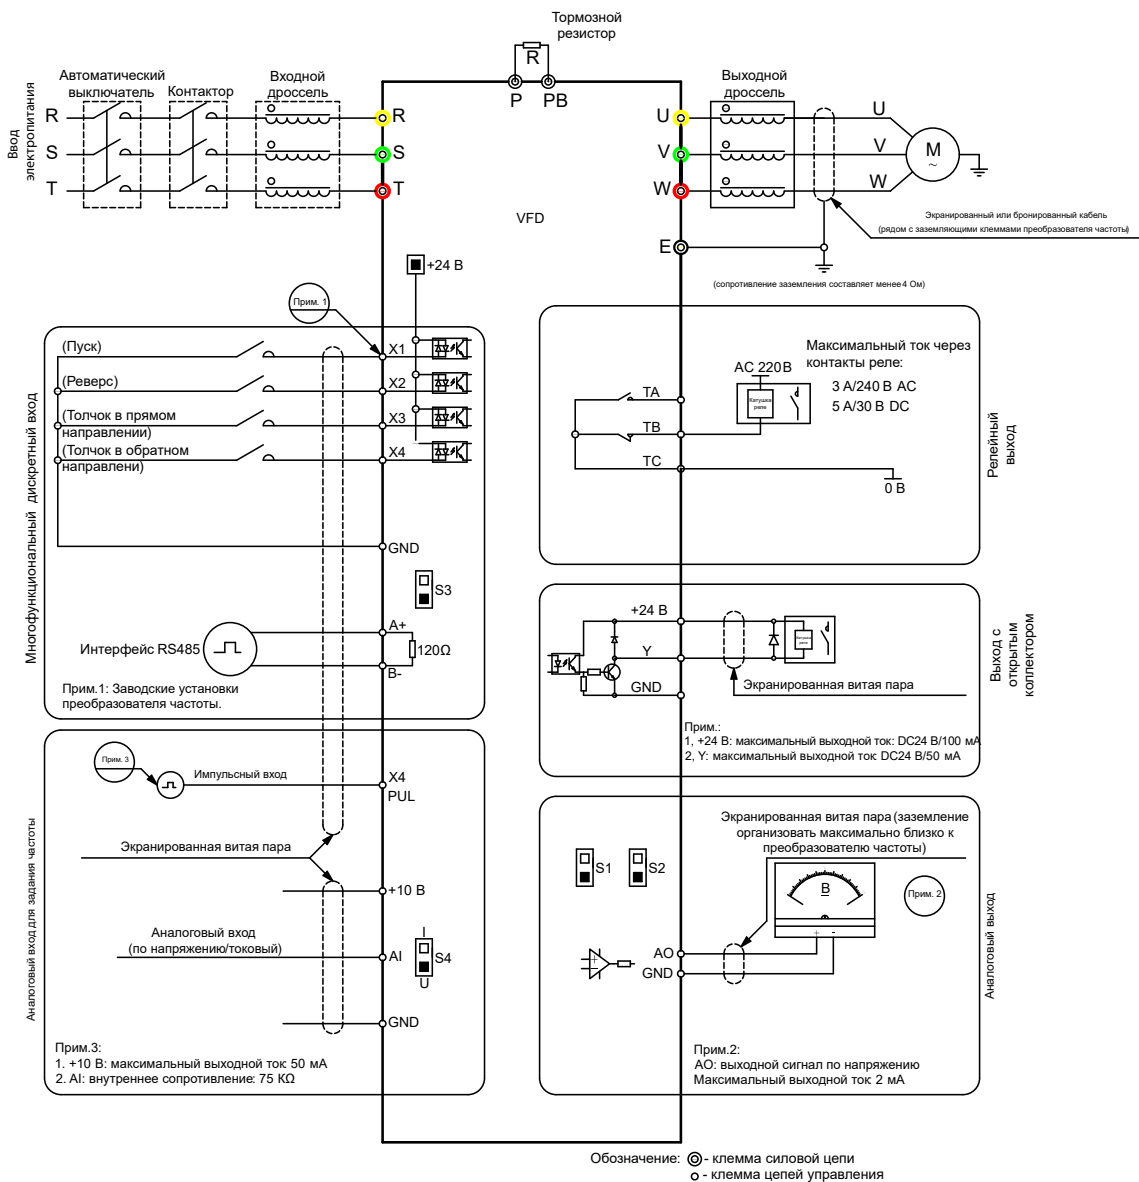 Тормозной
резистор
R
P
PB
Автоматический
выключатель
Контактор
Входной
дроссель
Выходной
дроссель
Ввод
электропитания
R
S
T
R
S
T
U
V
W
U
V
W
M
~
VFD
Экранированный или бронированный кабель
(рядом с заземляющими клеммами преобразователя частоты)
E
(сопротивление заземления составляет менее 4 Ом)
+24 В
Прим. 1
Многофункциональный дискретный вход
(Пуск)
X1
(Реверс)
X2
(Толчок в прямом
направлении)
X3
(Толчок в обратном
направлени)
X4
GND
S3
A+
Интерфейс RS485
120Ω
B-
Прим.1: Заводские установки
преобразователя частоты.
Максимальный ток через
контакты реле:
3 А/240 В AC
5 А/30 В DC
AC 220В
Катушка
реле
TA
TB
TC
0 В
Релейный
выход
+24 В
Y
GND
Катушка
реле
Экранированная витая пара
Прим.:
1, +24 В: максимальный выходной ток: DC24 В/100 мА
2, Y: максимальный выходной ток: DC24 В/50 мА
Выход с
открытым
коллектором
Аналоговый вход для задания частоты
Прим. 3
Импульсный вход
X4
PUL
Экранированная витая пара
+10 В
Аналоговый вход
(по напряжению/токовый)
AI
I
S4
U
GND
Прим.3:
1. +10 В: максимальный выходной ток: 50 мА
2. AI: внутреннее сопротивление: 75 KΩ
Экранированная витая пара (заземление
организовать максимально близко к
преобразователю частоты)
S1
S2
В
+ -
Прим. 2
AO
GND
+
−
Прим.2:
АО: выходной сигнал по напряжению
Максимальный выходной ток: 2 мА
Аналоговый выход
Обозначение:
- клемма силовой цепи
- клемма цепей управления